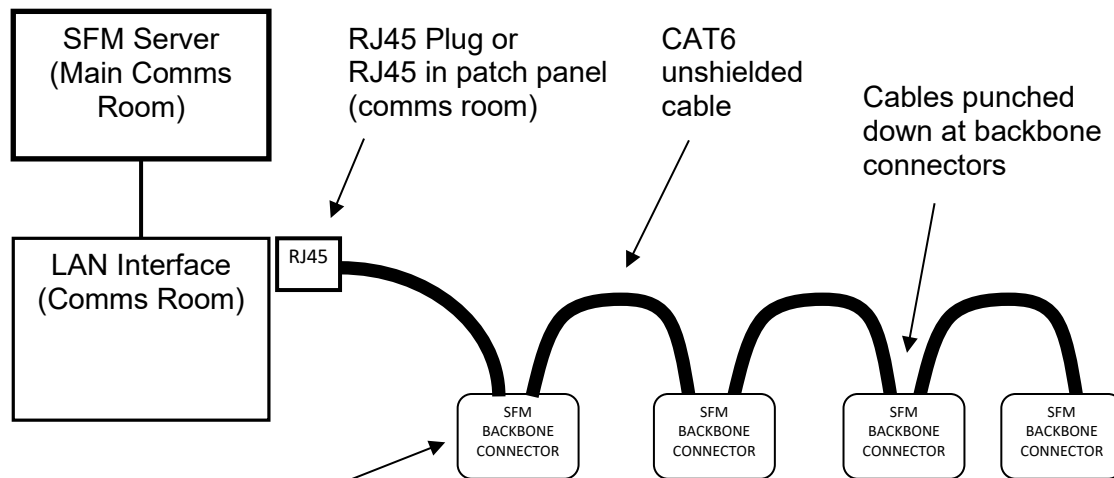 SFM Server
(Main Comms
Room)
RJ45 Plug or
RJ45 in patch panel
(comms room)
CAT6
unshielded
cable
Cables punched
down at backbone
connectors
LAN Interface
(Comms Room)
RJ45
SFM
BACKBONE
CONNECTOR
SFM
BACKBONE
CONNECTOR
SFM
BACKBONE
CONNECTOR
SFM
BACKBONE
CONNECTOR